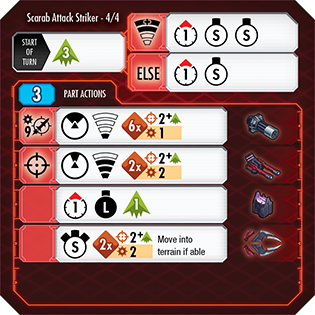 Scarab Attack Striker - 4/4
START OF TURN
3
1 S S
ELSE
1 S S
3 PART ACTIONS
9
6x 2+
1
2x 2+
2
1 L 1
S 2x 2+
2
Move into
terrain if able